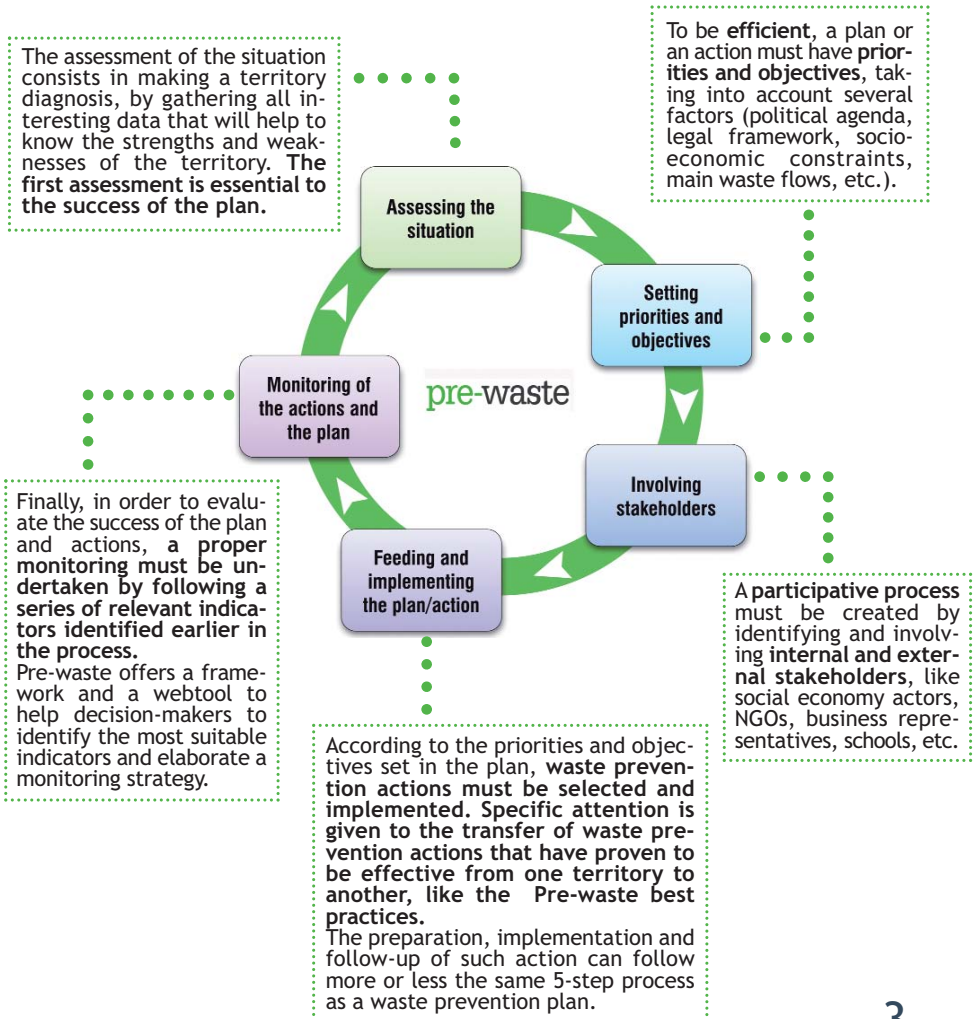 The assessment of the situation
consists in making a territory
diagnosis, by gathering all in-
teresting data that will help to
know the strengths and weak-
nesses of the territory. The
first assessment is essential to
the success of the plan.
To be efficient, a plan or
an action must have prior-
ities and objectives, tak-
ing into account several
factors (political agenda,
legal framework, socio-
economic constraints,
main waste flows, etc.).
Assessing the
situation
Setting
priorities and
objectives
Monitoring of
the actions and
the plan
pre-waste
Involving
stakeholders
Feeding and
implementing
the plan/action
Finally, in order to evalu-
ate the success of the plan
and actions, a proper
monitoring must be un-
dertaken by following a
series of relevant indica-
tors identified earlier in
the process.
Pre-waste offers a frame-
work and a webtool to
help decision-makers to
identify the most suitable
indicators and elaborate a
monitoring strategy.
A participative process
must be created by
identifying and involv-
ing internal and exter-
nal stakeholders, like
social economy actors,
NGOs, business repre-
sentatives, schools, etc.
According to the priorities and objec-
tives set in the plan, waste preven-
tion actions must be selected and
implemented. Specific attention is
given to the transfer of waste pre-
vention actions that have proven to
be effective from one territory to
another, like the Pre-waste best
practices.
The preparation, implementation and
follow-up of such action can follow
more or less the same 5-step process
as a waste prevention plan.
3